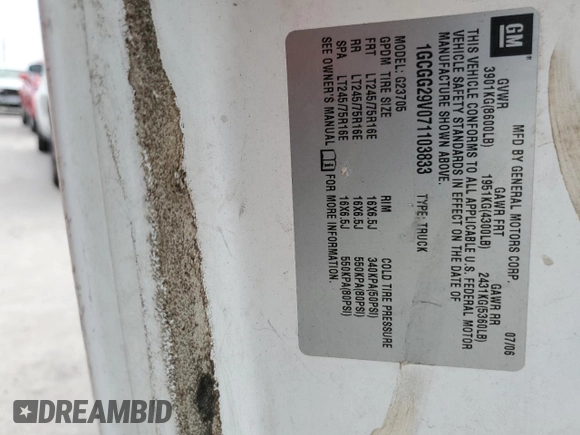 GM
MFD BY GENERAL MOTORS CORP. 07/06
GVWR GAWR FRT GAWR RR
3901KG(8600LB) 1951KG(4300LB) 2431KG(5360LB)
THIS VEHICLE CONFORMS TO ALL APPLICABLE U.S. FEDERAL MOTOR
VEHICLE SAFETY STANDARDS IN EFFECT ON THE DATE OF
MANUFACTURE SHOWN ABOVE.
1GCGG29V071103833 TYPE: TRUCK
MODEL: G23705
GPDM TIRE SIZE RIM COLD TIRE PRESSURE
FRT LT245/75R16E 16X6.5J 340KPA(50PSI)
RR LT245/75R16E 16X6.5J 550KPA(80PSI)
SPA LT245/75R16E 16X6.5J 550KPA(80PSI)
SEE OWNER'S MANUAL FOR MORE INFORMATION.
DREAMBID